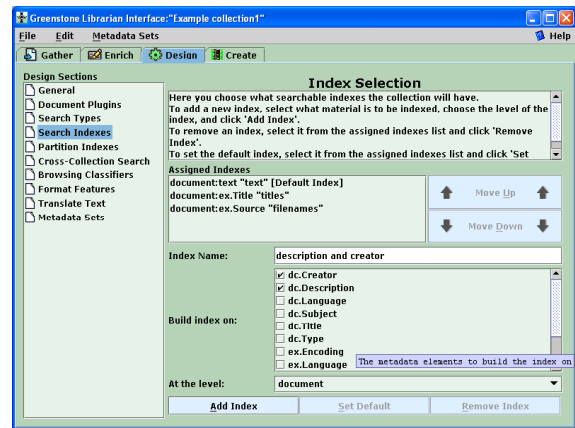 Greenstone Librarian Interface:"Example collection1"
File Edit Metadata Sets Help
Gather Enrich Design Create
Design Sections
General
Document Plugins
Search Types
Search Indexes
Partition Indexes
Cross-Collection Search
Browsing Classifiers
Format Features
Translate Text
Metadata Sets
Index Selection
Here you choose what searchable indexes the collection will have.
To add a new index, select what material is to be indexed, choose the level of the
index, and click 'Add Index'.
To remove an index, select it from the assigned indexes list and click 'Remove
Index'.
To set the default index, select it from the assigned indexes list and click 'Set
Assigned Indexes
document:text "text" [Default Index]
document:ex.Title "titles"
document:ex.Source "filenames"
Move Up
Move Down
Index Name: description and creator
Build index on:
dc.Creator
dc.Description
dc.Language
dc.Subject
dc.Title
dc.Type
ex.Encoding
ex.Language
The metadata elements to build the index on
At the level: document
Add Index Set Default Remove Index